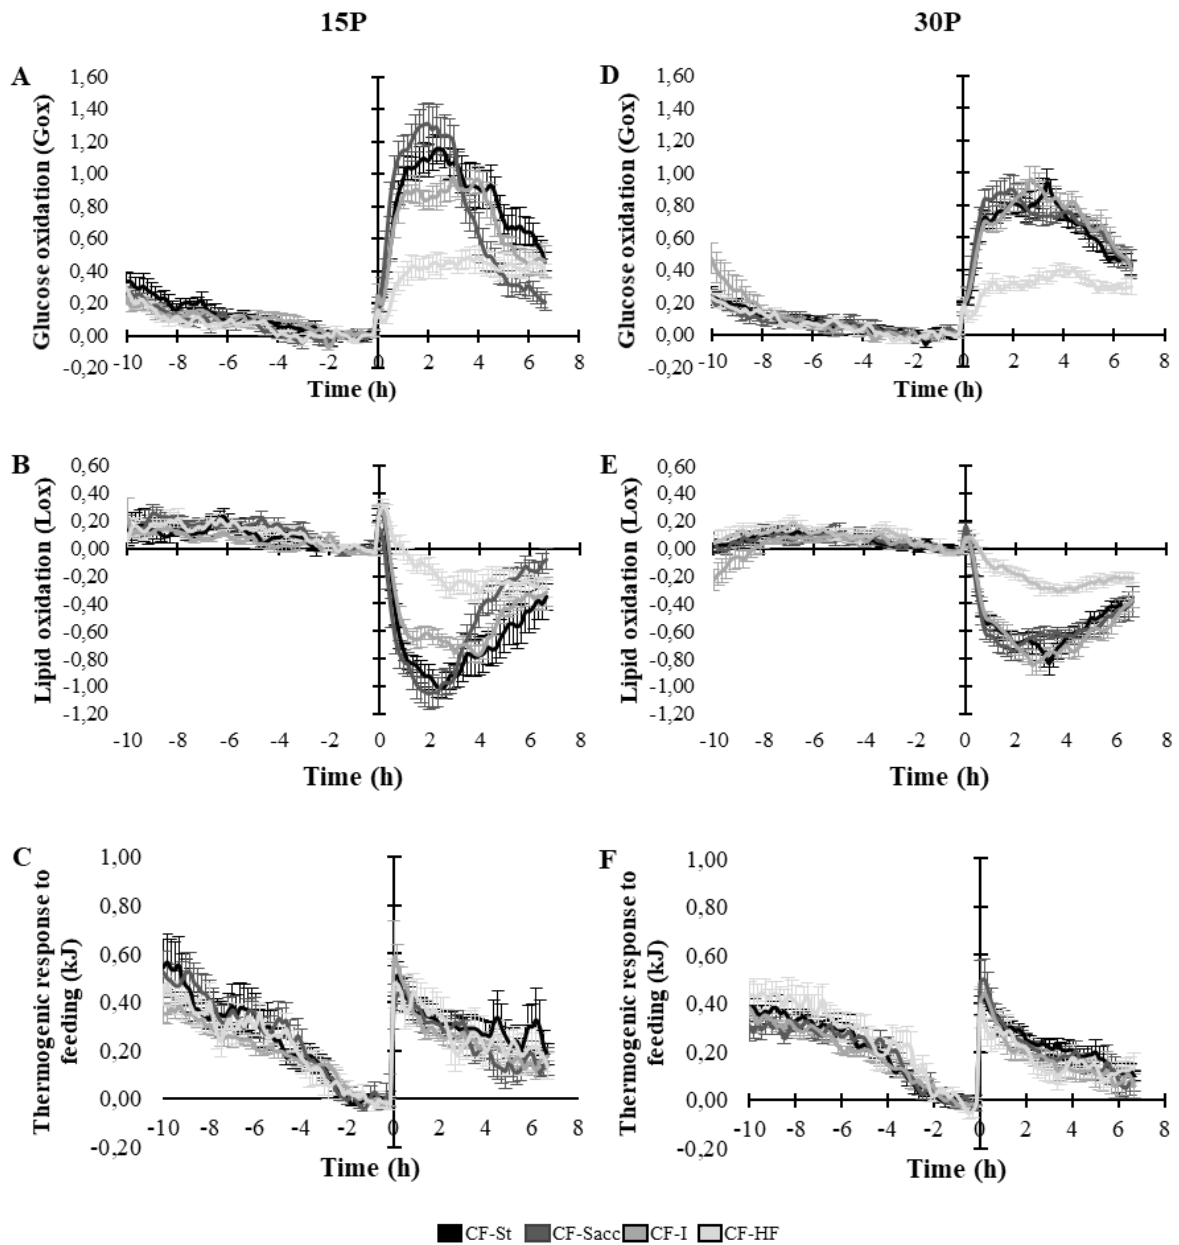 15P
30P
A
Glucose oxidation (Gox)
1,60
1,40
1,20
1,00
0,80
0,60
0,40
0,20
0,00
-0,20
-10 -8 -6 -4 -2 0 2 4 6 8
Time (h)
D
Glucose oxidation (Gox)
1,60
1,40
1,20
1,00
0,80
0,60
0,40
0,20
0,00
-0,20
-10 -8 -6 -4 -2 0 2 4 6 8
Time (h)
B
Lipid oxidation (Lox)
0,60
0,40
0,20
0,00
-0,20
-0,40
-0,60
-0,80
-1,00
-1,20
-10 -8 -6 -4 -2 0 2 4 6 8
Time (h)
E
Lipid oxidation (Lox)
0,60
0,40
0,20
0,00
-0,20
-0,40
-0,60
-0,80
-1,00
-1,20
-10 -8 -6 -4 -2 0 2 4 6 8
Time (h)
C
Thermogenic response to
feeding (kJ)
1,00
0,80
0,60
0,40
0,20
0,00
-0,20
-10 -8 -6 -4 -2 0 2 4 6 8
Time (h)
F
Thermogenic response to
feeding (kJ)
1,00
0,80
0,60
0,40
0,20
0,00
-0,20
-10 -8 -6 -4 -2 0 2 4 6 8
Time (h)
CF-St CF-Sacc CF-I CF-HF